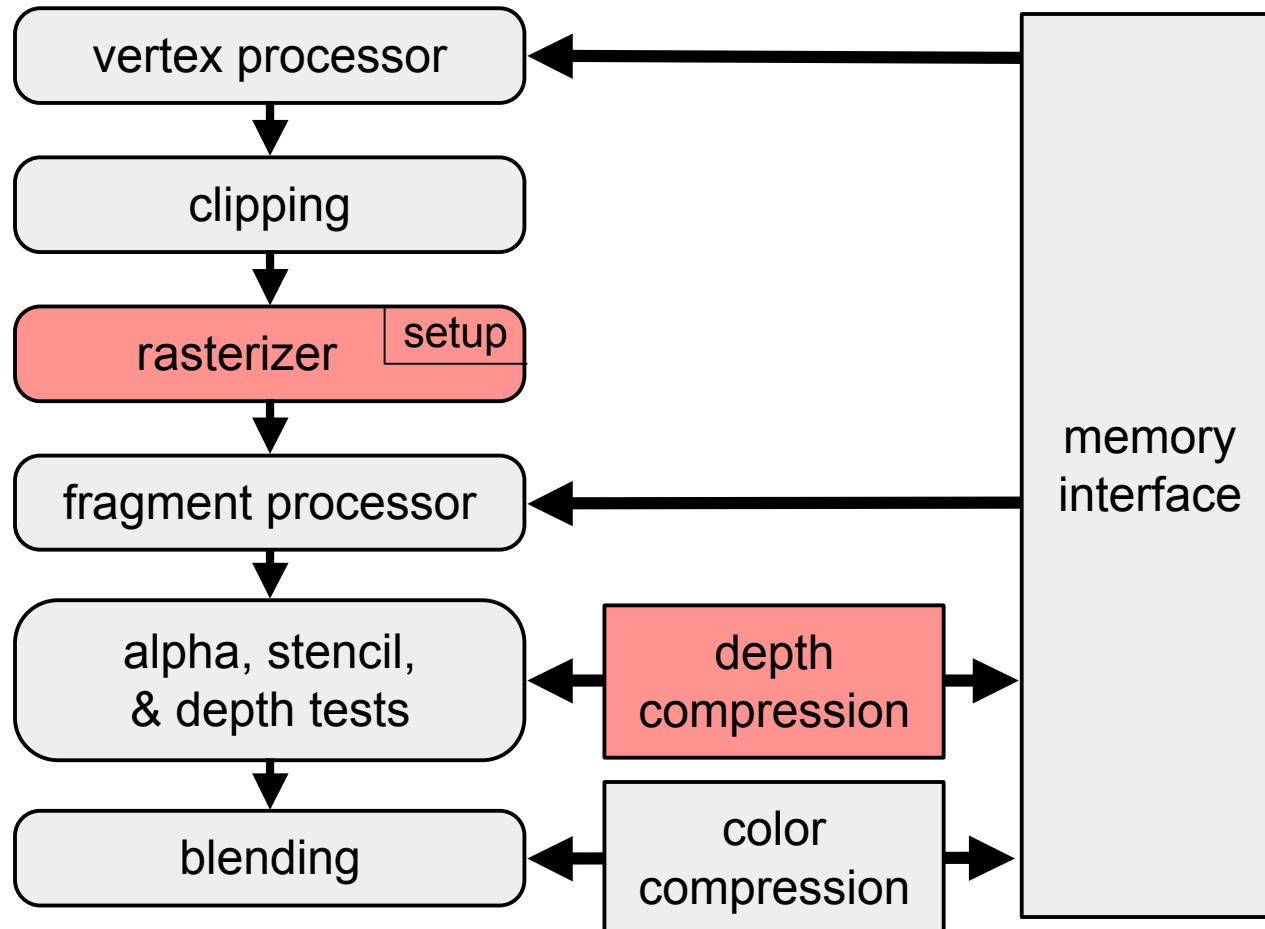 vertex processor
clipping
rasterizer
setup
fragment processor
alpha, stencil,
& depth tests
blending
depth
compression
color
compression
memory
interface